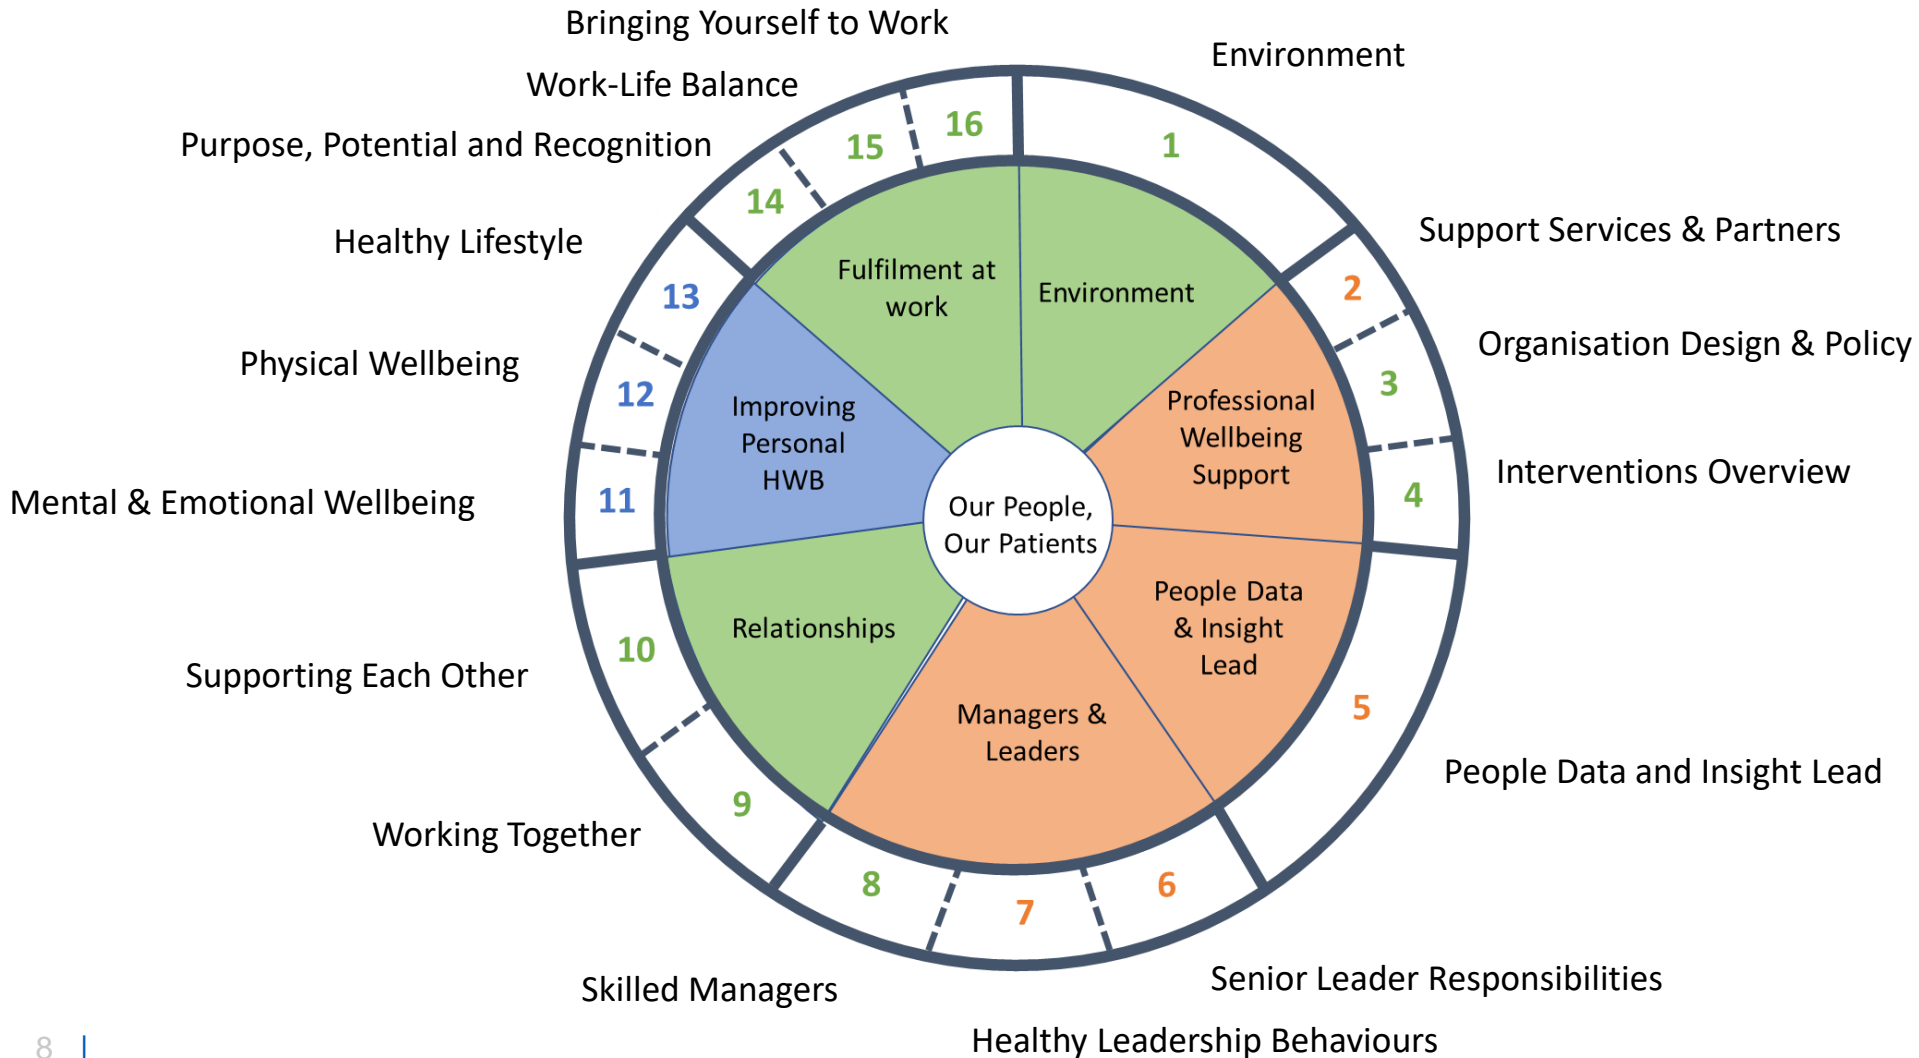 Bringing Yourself to Work
Environment
Work-Life Balance
Purpose, Potential and Recognition
Healthy Lifestyle
Support Services & Partners
Physical Wellbeing
Organisation Design & Policy
Mental & Emotional Wellbeing
Interventions Overview
Supporting Each Other
People Data and Insight Lead
Working Together
Skilled Managers
Senior Leader Responsibilities
Healthy Leadership Behaviours
1
2
3
4
5
6
7
8
9
10
11
12
13
14
15
16
Fulfilment at
work
Environment
Professional
Wellbeing
Support
People Data
& Insight
Lead
Managers &
Leaders
Relationships
Improving
Personal
HWB
Our People,
Our Patients
8 |